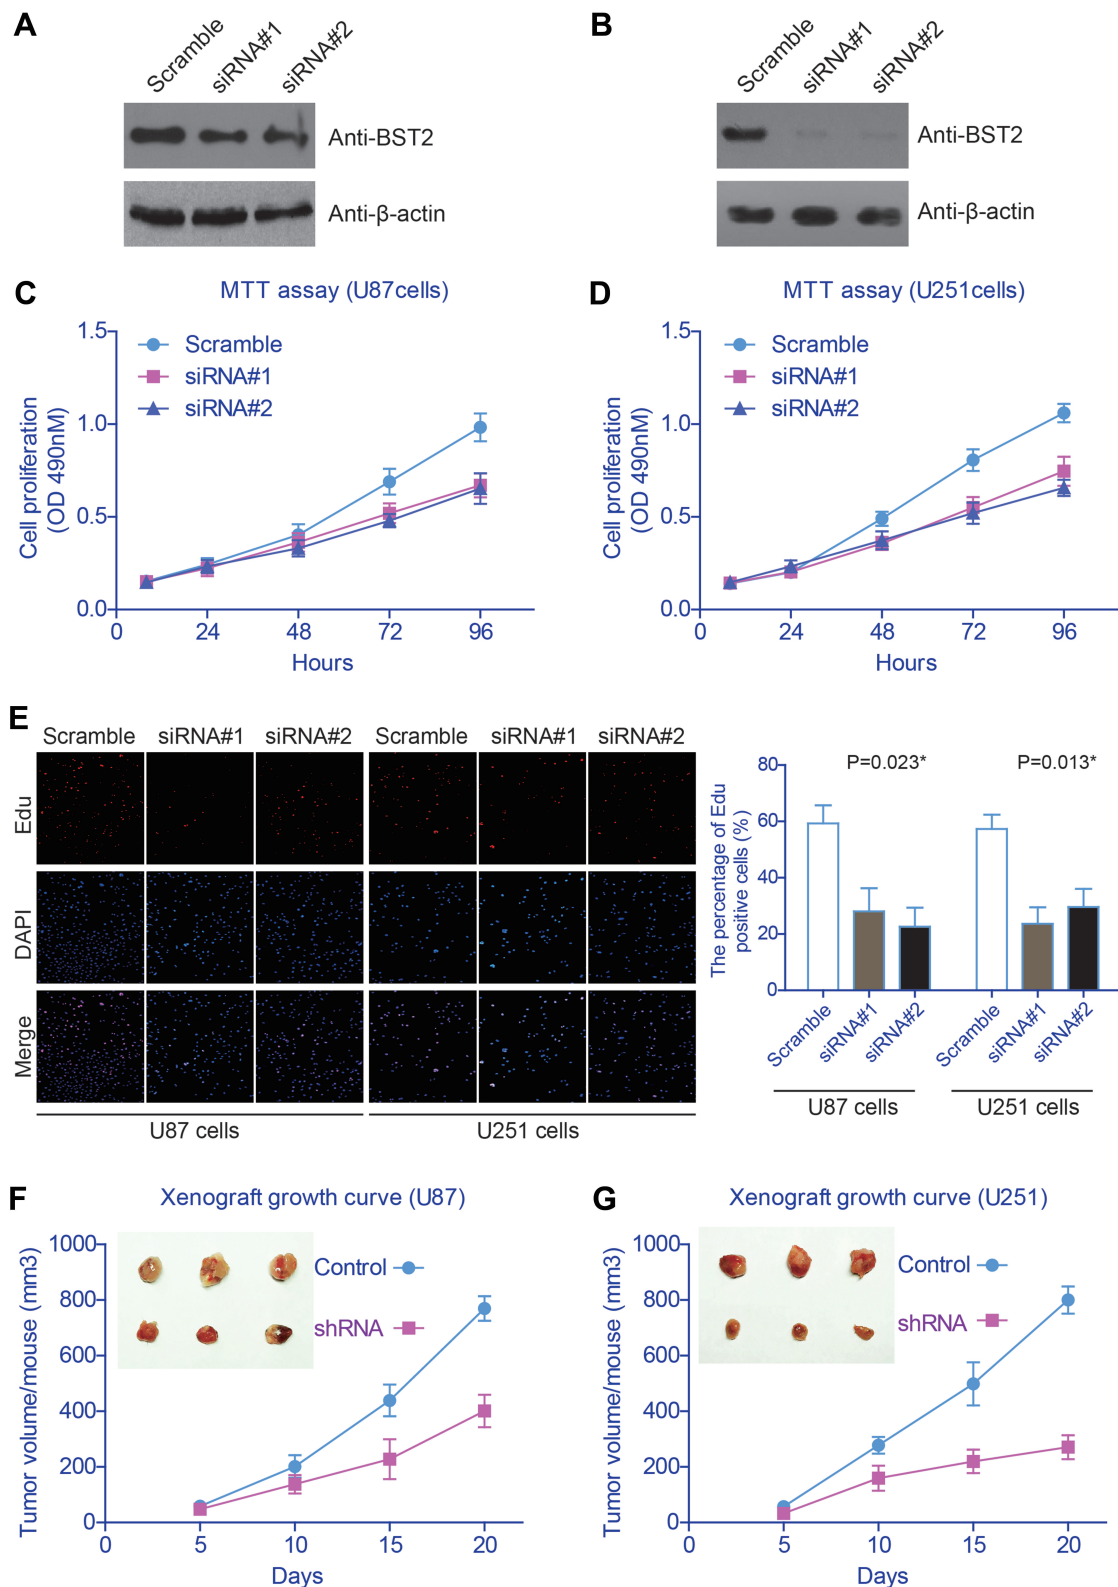 A
Scramble
siRNA#1
siRNA#2
Anti-BST2
Anti-β-actin
B
Scramble
siRNA#1
siRNA#2
Anti-BST2
Anti-β-actin
C
MTT assay (U87cells)
Cell proliferation
(OD 490nM)
1.5
1.0
0.5
0.0
Scramble
siRNA#1
siRNA#2
0
24
48
72
96
Hours
D
MTT assay (U251cells)
Cell proliferation
(OD 490nM)
1.5
1.0
0.5
0.0
Scramble
siRNA#1
siRNA#2
0
24
48
72
96
Hours
E
Scramble
siRNA#1
siRNA#2
Scramble
siRNA#1
siRNA#2
Edu
DAPI
Merge
U87 cells
U251 cells
The percentage of Edu
positive cells (%)
80
60
40
20
0
P=0.023*
P=0.013*
Scramble
siRNA#1
siRNA#2
Scramble
siRNA#1
siRNA#2
U87 cells
U251 cells
F
Xenograft growth curve (U87)
Tumor volume/mouse (mm3)
1000
800
600
400
200
0
Control
shRNA
0
5
10
15
20
Days
G
Xenograft growth curve (U251)
Tumor volume/mouse (mm3)
1000
800
600
400
200
0
Control
shRNA
0
5
10
15
20
Days